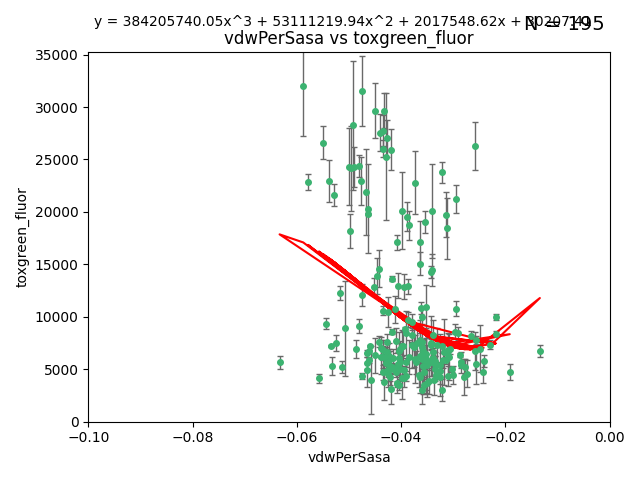 y = 384205740.05x^3 + 53111219.94x^2 + 2017548.62x +
N = 195
vdwPerSasa vs toxgreen_fluor
35000
30000
25000
20000
15000
10000
5000
0
toxgreen_fluor
−0.10 −0.08 −0.06 −0.04 −0.02 0.00
vdwPerSasa